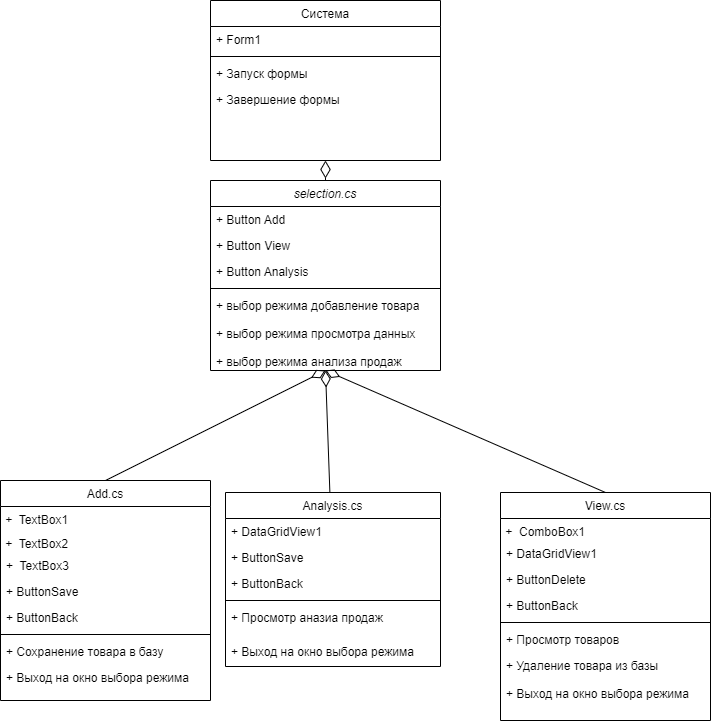 Система
+ Form1
+ Запуск формы
+ Завершение формы
selection.cs
+ Button Add
+ Button View
+ Button Analysis
+ выбор режима добавление товара
+ выбор режима просмотра данных
+ выбор режима анализа продаж
Add.cs
+ TextBox1
+ TextBox2
+ TextBox3
+ ButtonSave
+ ButtonBack
+ Сохранение товара в базу
+ Выход на окно выбора режима
Analysis.cs
+ DataGridView1
+ ButtonSave
+ ButtonBack
+ Просмотр аназиа продаж
+ Выход на окно выбора режима
View.cs
+ ComboBox1
+ DataGridView1
+ ButtonDelete
+ ButtonBack
+ Просмотр товаров
+ Удаление товара из базы
+ Выход на окно выбора режима